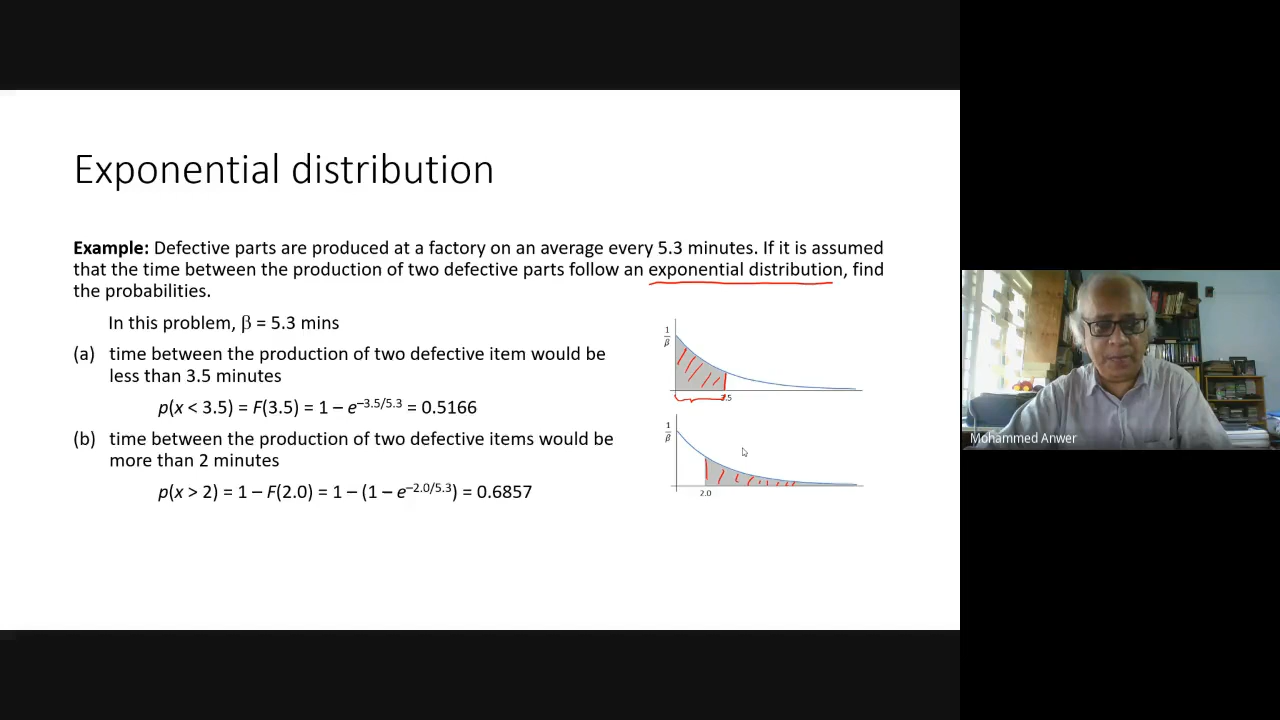 Exponential distribution
Example: Defective parts are produced at a factory on an average every 5.3 minutes. If it is assumed
that the time between the production of two defective parts follow an exponential distribution, find
the probabilities.
In this problem, β = 5.3 mins
(a) time between the production of two defective item would be
less than 3.5 minutes
p(x < 3.5) = F(3.5) = 1 – e^–3.5/5.3 = 0.5166
(b) time between the production of two defective items would be
more than 2 minutes
p(x > 2) = 1 – F(2.0) = 1 – (1 – e^–2.0/5.3) = 0.6857
1
β
3.5
1
β
2.0
Mohammed Anwer